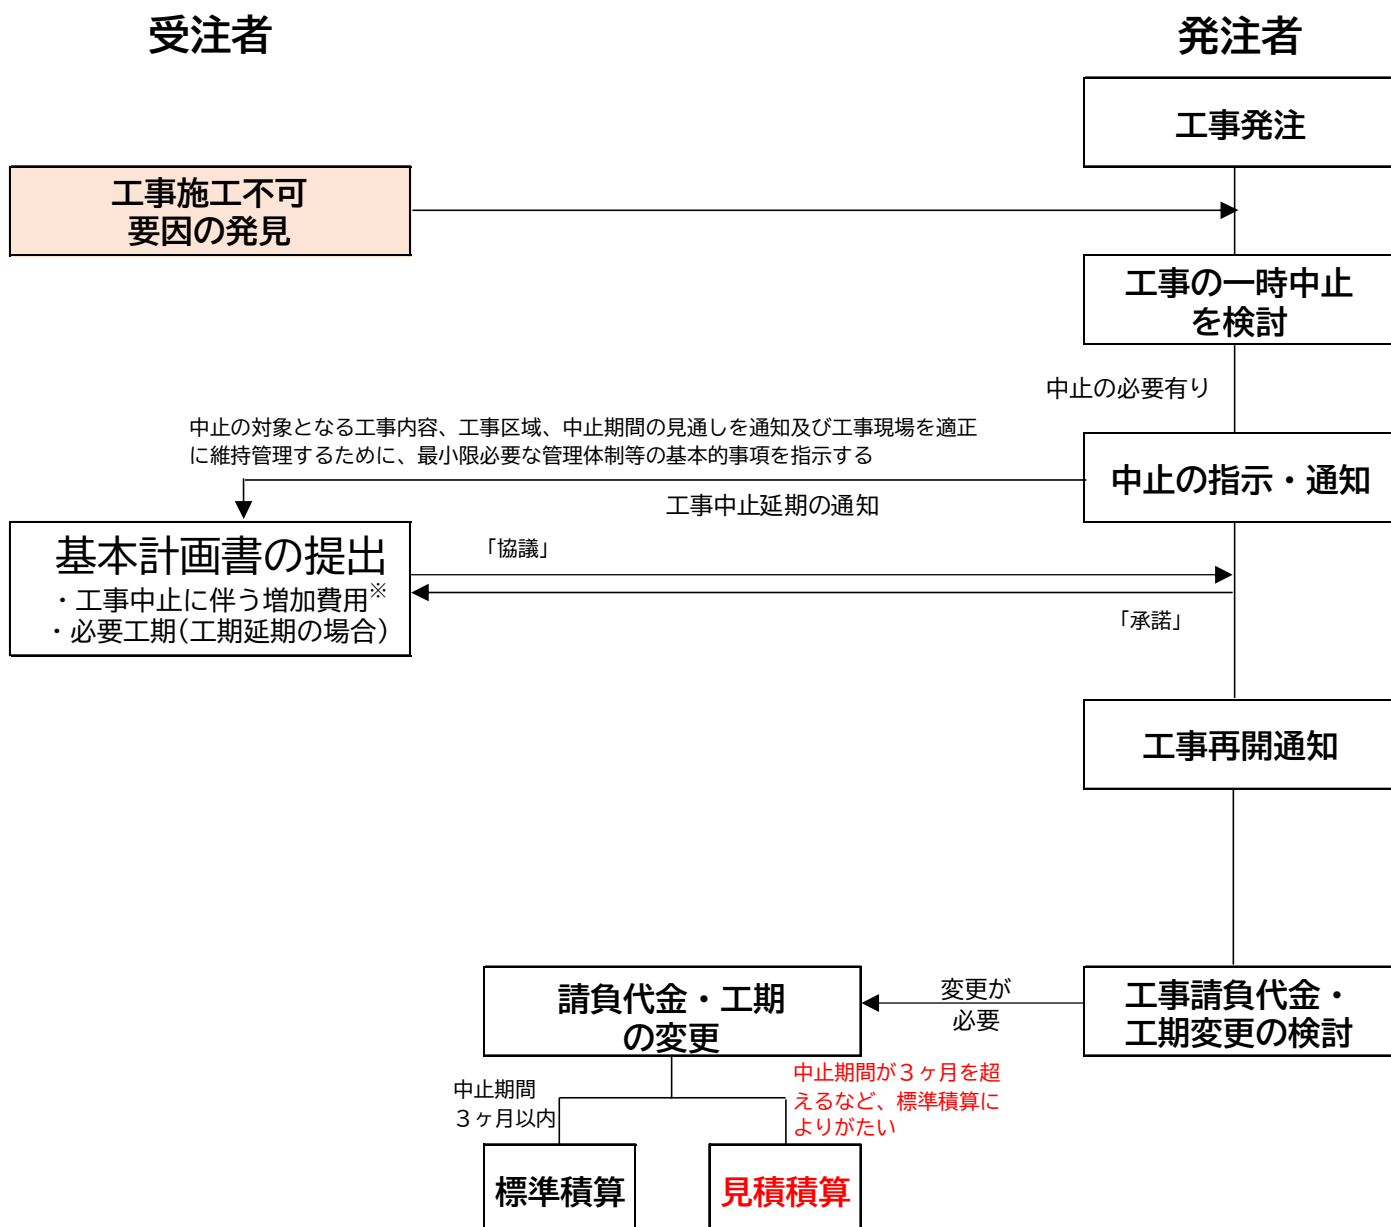 受注者
発注者
工事発注
工事施工不可
要因の発見
工事の一時中止
を検討
中止の必要有り
中止の対象となる工事内容、工事区域、中止期間の見通しを通知及び工事現場を適正
に維持管理するために、最小限必要な管理体制等の基本的事項を指示する
中止の指示・通知
工事中止延期の通知
基本計画書の提出
・工事中止に伴う増加費用※
・必要工期(工期延期の場合)
「協議」
「承諾」
工事再開通知
工事請負代金・
工期変更の検討
変更が
必要
請負代金・工期
の変更
中止期間
３ヶ月以内
中止期間が３ヶ月を超
えるなど、標準積算に
よりがたい
標準積算
見積積算